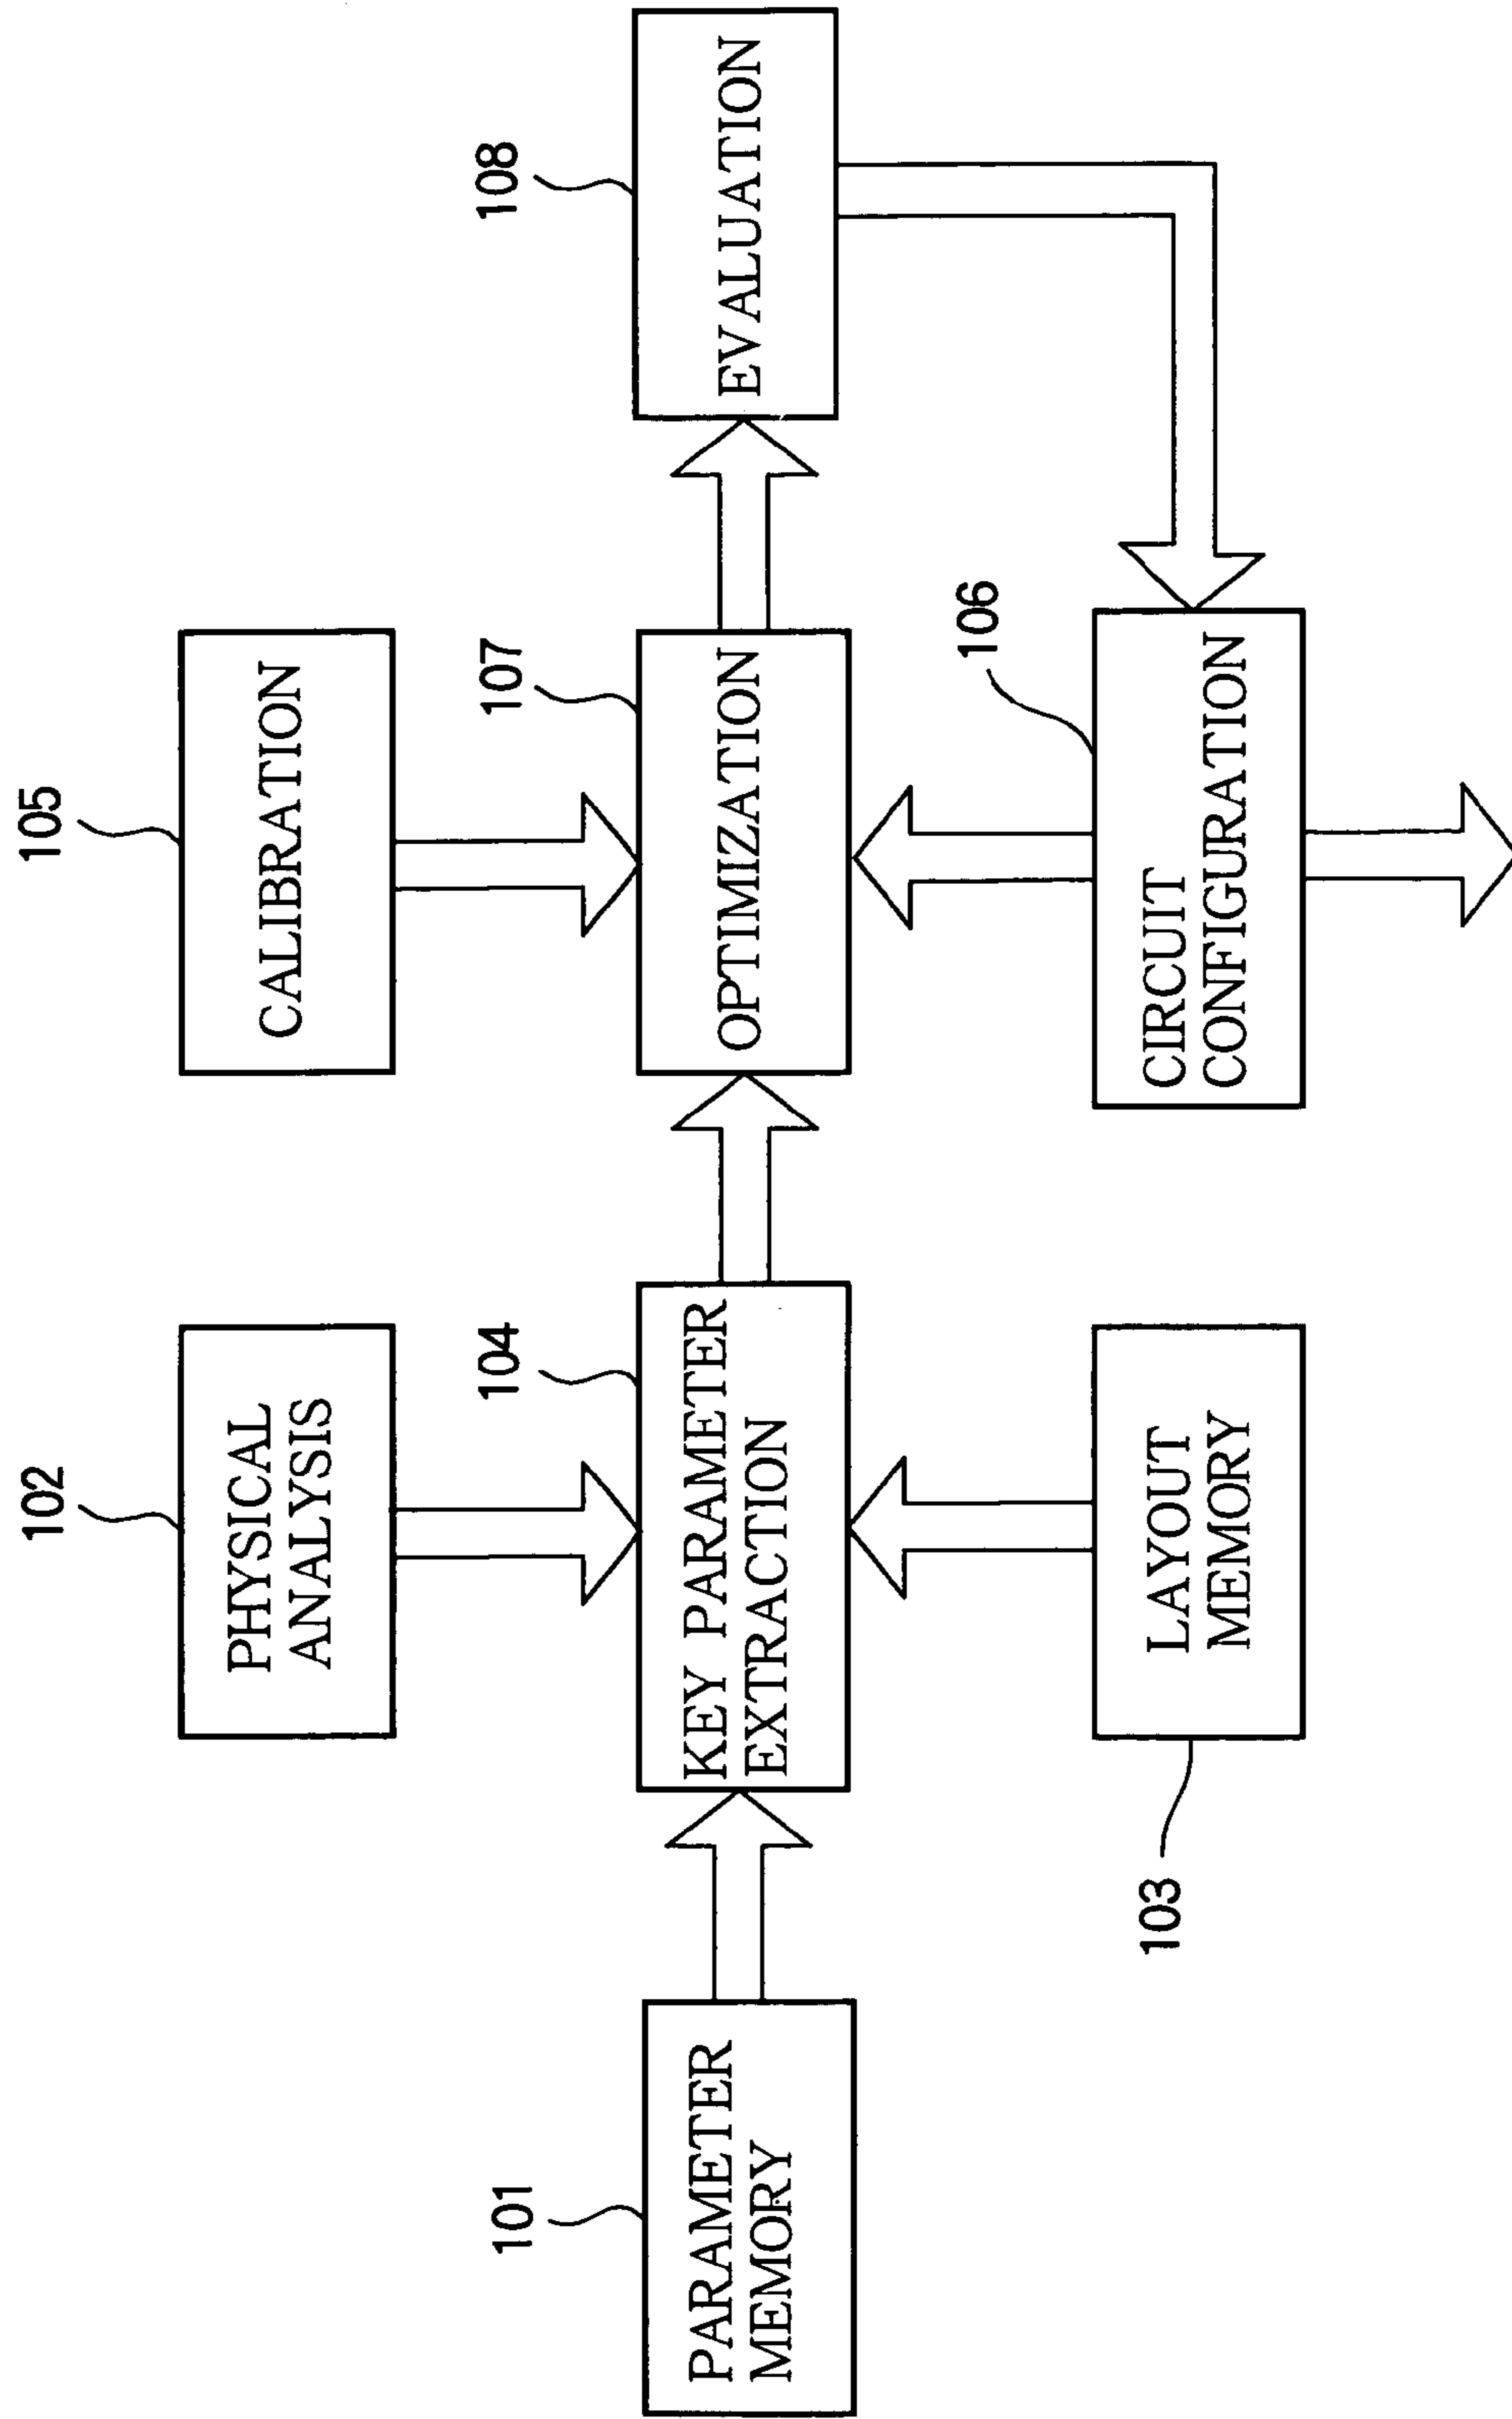 102
PHYSICAL
ANALYSIS
105
CALIBRATION
101
PARAMETER
MEMORY
104
KEY PARAMETER
EXTRACTION
107
OPTIMIZATION
108
EVALUATION
103
LAYOUT
MEMORY
106
CIRCUIT
CONFIGURATION